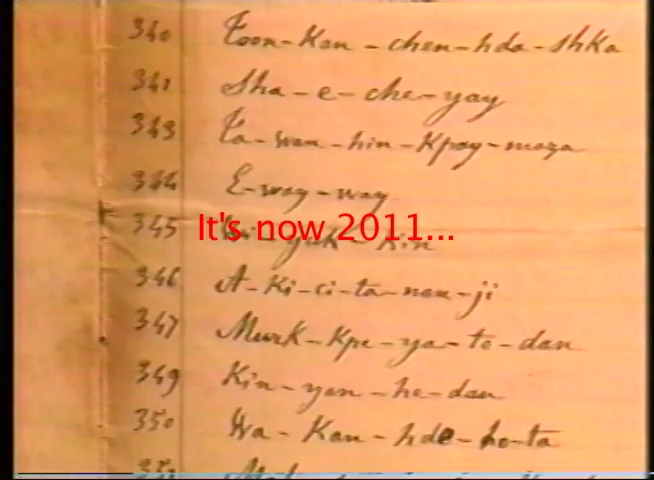 340 Toon-Kan-chen-hda-shka
341 Sha-e-che-yay
343 Ta-wan-hin-Kpay-maza
344 E-way-way
345 It's now 2011...
346 A-Ki-ci-ta-nau-ji
347 Murk-Kpe-ya-to-dan
349 Kin-yan-he-dan
350 Wa-Kan-hde-ho-ta